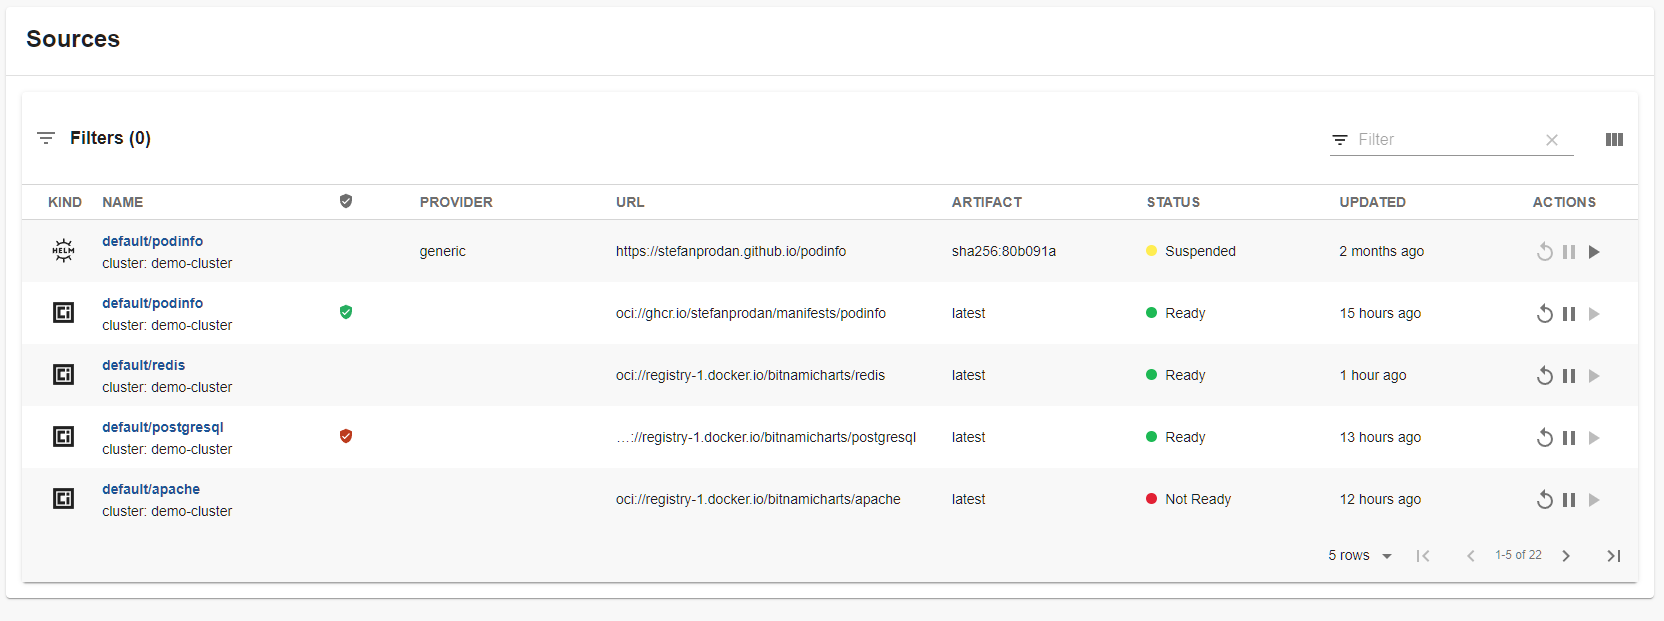 Sources
Filters (0)
Filter
KIND NAME PROVIDER URL ARTIFACT STATUS UPDATED ACTIONS
HELM default/podinfo generic https://stefanprodan.github.io/podinfo sha256:80b091a Suspended 2 months ago
cluster: demo-cluster
Ci default/podinfo oci://ghcr.io/stefanprodan/manifests/podinfo latest Ready 15 hours ago
cluster: demo-cluster
Ci default/redis oci://registry-1.docker.io/bitnamicharts/redis latest Ready 1 hour ago
cluster: demo-cluster
Ci default/postgresql …://registry-1.docker.io/bitnamicharts/postgresql latest Ready 13 hours ago
cluster: demo-cluster
Ci default/apache oci://registry-1.docker.io/bitnamicharts/apache latest Not Ready 12 hours ago
cluster: demo-cluster
5 rows 1-5 of 22